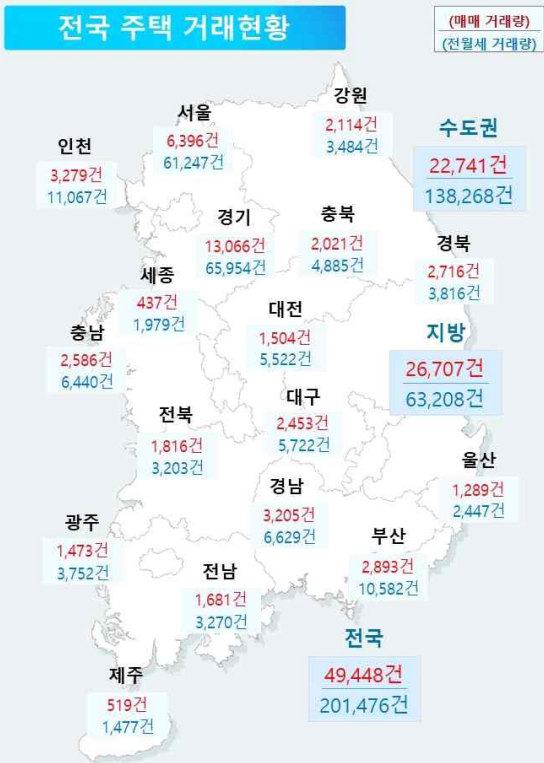 전국 주택 거래현황
(매매 거래량)
(전월세 거래량)
강원
2,114건
3,484건
서울
6,396건
61,247건
수도권
22,741건
138,268건
인천
3,279건
11,067건
경기
13,066건
65,954건
충북
2,021건
4,885건
경북
2,716건
3,816건
세종
437건
1,979건
대전
1,504건
5,522건
충남
2,586건
6,440건
지방
26,707건
63,208건
대구
2,453건
5,722건
전북
1,816건
3,203건
울산
1,289건
2,447건
경남
3,205건
6,629건
광주
1,473건
3,752건
부산
2,893건
10,582건
전남
1,681건
3,270건
전국
49,448건
201,476건
제주
519건
1,477건